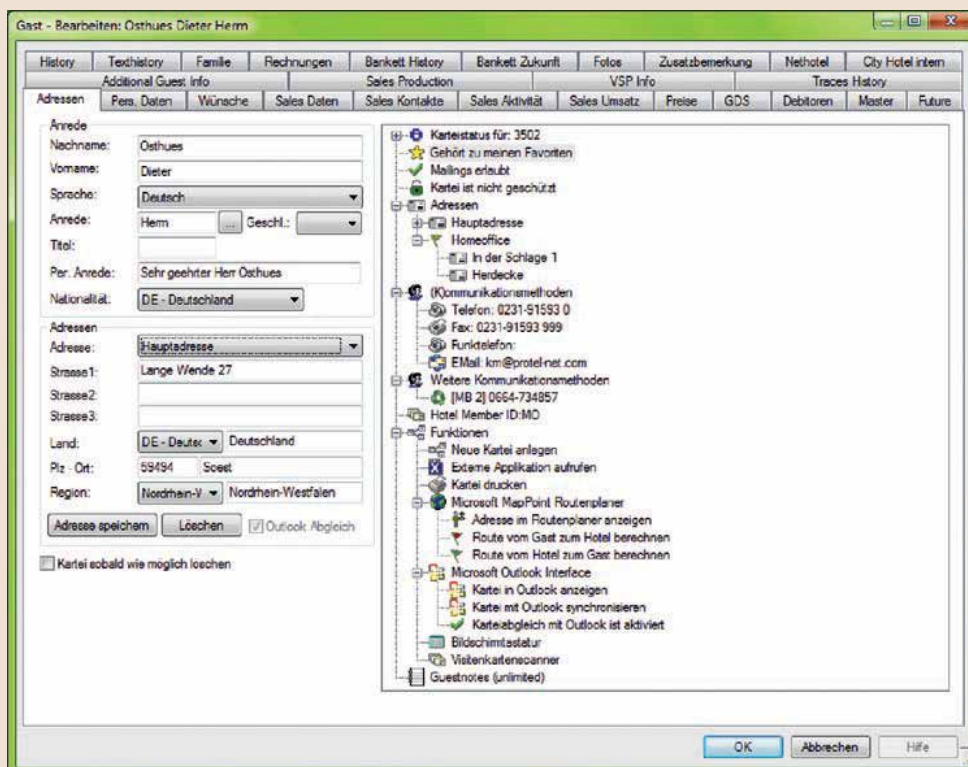 Gast - Bearbeiten: Osthues Dieter Herrn
History Texthistory Familie Rechnungen Bankett History Bankett Zukunft Fotos Zusatzbemerkung Nethotel City Hotel intern
Additional Guest Info Sales Production VSP Info Traces History
Adressen Pers. Daten Wünsche Sales Daten Sales Kontakte Sales Aktivität Sales Umsatz Preise GDS Debitoren Master Future
Anrede
Nachname: Osthues
Vorname: Dieter
Sprache: Deutsch
Anrede: Herrn ... Geschl.:
Titel:
Per. Anrede: Sehr geehrter Herr Osthues
Nationalität: DE - Deutschland
Adressen
Adresse: Hauptadresse
Strasse1: Lange Wende 27
Strasse2:
Strasse3:
Land: DE - Deutsc Deutschland
Plz - Ort: 59494 Soest
Region: Nordrhein-V Nordrhein-Westfalen
Adresse speichern Löschen Outlook Abgleich
Kartei sobald wie möglich löschen
Karteistatus für: 3502
Gehört zu meinen Favoriten
Mailings erlaubt
Kartei ist nicht geschützt
Adressen
Hauptadresse
Homeoffice
In der Schlage 1
Herdecke
(K)ommunikationsmethoden
Telefon: 0231-91593 0
Fax: 0231-91593 999
Funktelefon:
EMail: km@protel-net.com
Weitere Kommunikationsmethoden
[MB 2] 0664-734857
Hotel Member ID:MO
Funktionen
Neue Kartei anlegen
Externe Applikation aufrufen
Kartei drucken
Microsoft MapPoint Routenplaner
Adresse im Routenplaner anzeigen
Route vom Gast zum Hotel berechnen
Route vom Hotel zum Gast berechnen
Microsoft Outlook Interface
Kartei in Outlook anzeigen
Kartei mit Outlook synchronisieren
Karteiabgleich mit Outlook ist aktiviert
Bildschirmtastatur
Visitenkartenscanner
Guestnotes (unlimited)
OK Abbrechen Hilfe